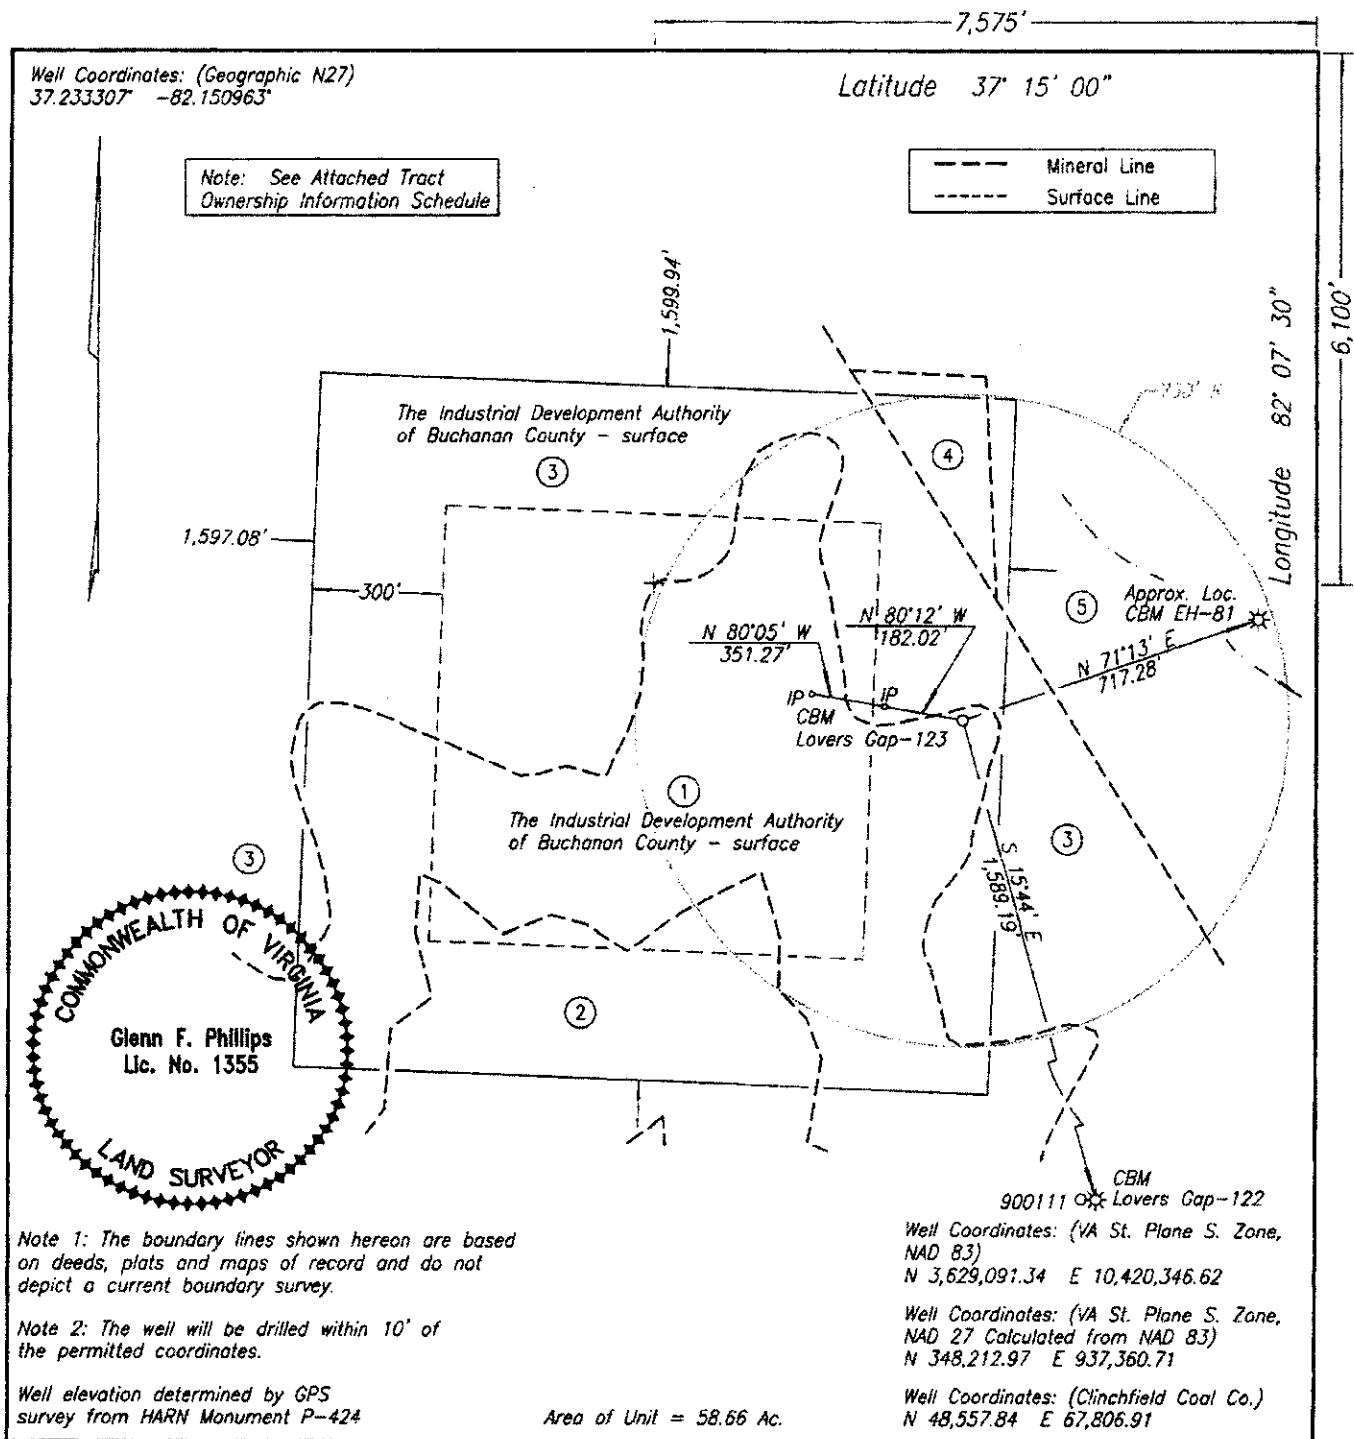 7,575'
Well Coordinates: (Geographic N27)
37.233307° -82.150963°
Latitude 37° 15' 00"
Note: See Attached Tract
Ownership Information Schedule
Mineral Line
Surface Line
1,599.94'
6,100'
Longitude 82° 07' 30"
The Industrial Development Authority
of Buchanan County - surface
3
4
1,597.08'
300'
5
Approx. Loc.
CBM EH-81
N 80°05' W
351.27'
N 80°12' W
182.02'
N 71°13' E
717.28'
IP
IP
CBM
Lovers Gap-123
1
The Industrial Development Authority
of Buchanan County - surface
3
3
S 15°44' E
1,589.19'
2
COMMONWEALTH OF VIRGINIA
Glenn F. Phillips
Lic. No. 1355
LAND SURVEYOR
CBM
900111 Lovers Gap-122
Note 1: The boundary lines shown hereon are based
on deeds, plats and maps of record and do not
depict a current boundary survey.
Note 2: The well will be drilled within 10' of
the permitted coordinates.
Well elevation determined by GPS
survey from HARN Monument P-424
Area of Unit = 58.66 Ac.
Well Coordinates: (VA St. Plane S. Zone,
NAD 83)
N 3,629,091.34 E 10,420,346.62
Well Coordinates: (VA St. Plane S. Zone,
NAD 27 Calculated from NAD 83)
N 348,212.97 E 937,360.71
Well Coordinates: (Clinchfield Coal Co.)
N 48,557.84 E 67,806.91